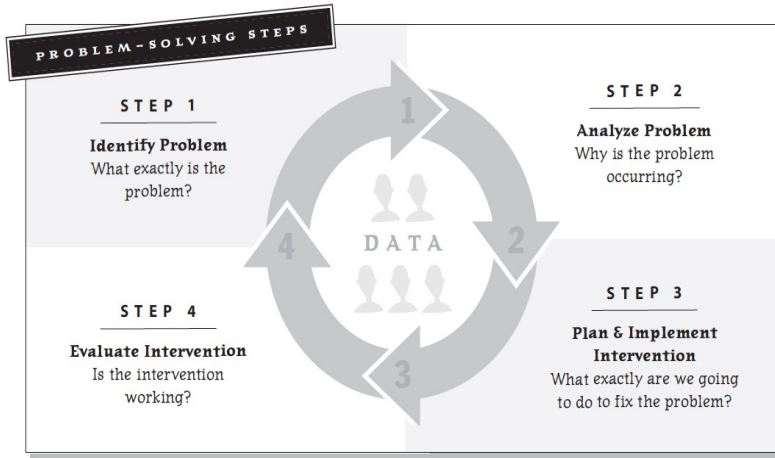 PROBLEM-SOLVING STEPS
STEP 1
Identify Problem
What exactly is the
problem?
STEP 2
Analyze Problem
Why is the problem
occurring?
STEP 3
Plan & Implement
Intervention
What exactly are we going
to do to fix the problem?
STEP 4
Evaluate Intervention
Is the intervention
working?
1
2
3
4
DATA